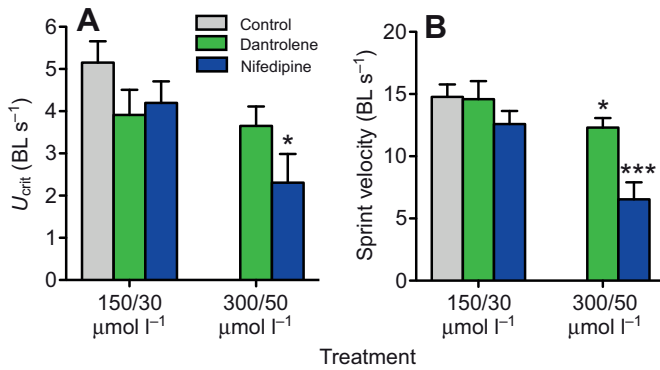 A
Control
Dantrolene
Nifedipine
6
5
4
3
2
1
0
Ucrit (BL s–1)
*
150/30
µmol l–1
300/50
µmol l–1
B
20
15
10
5
0
Sprint velocity (BL s–1)
*
***
150/30
µmol l–1
300/50
µmol l–1
Treatment